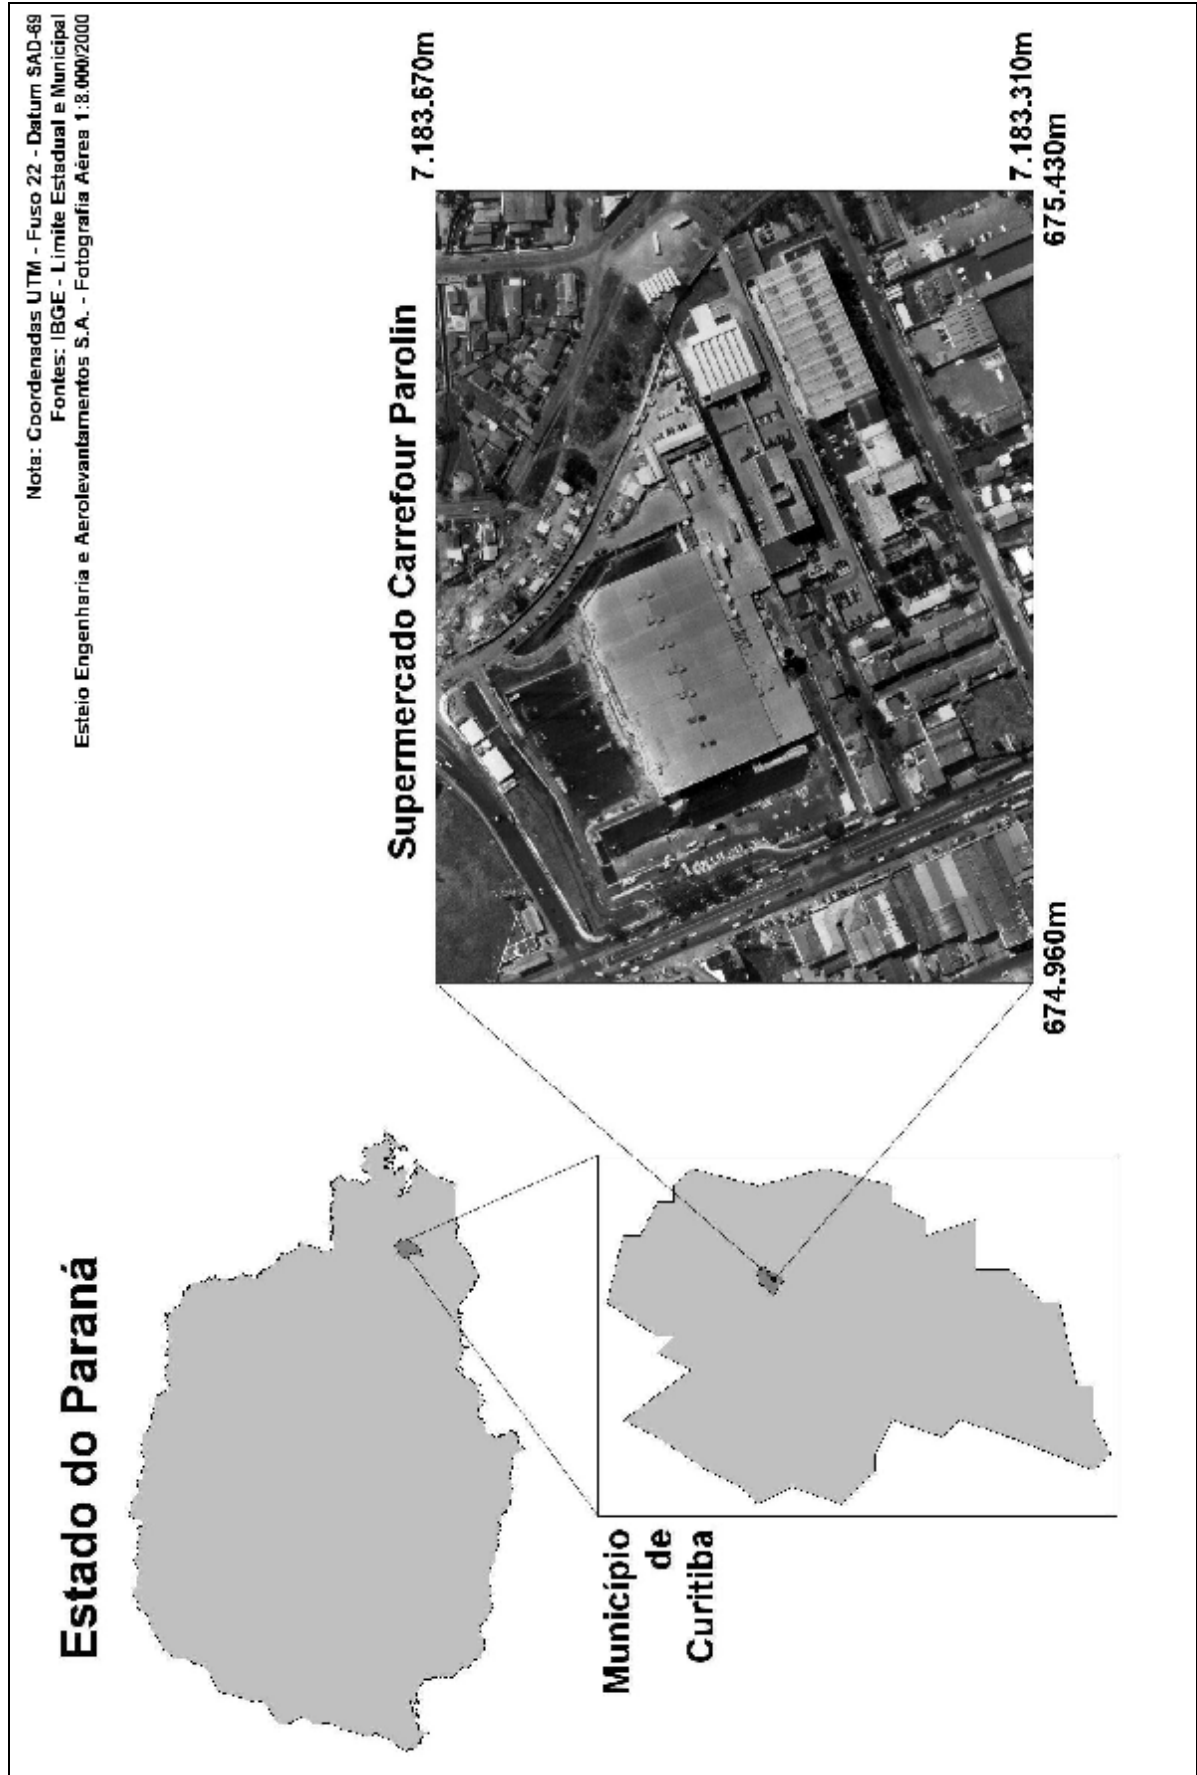 Nota: Coordenadas UTM - Fuso 22 - Datum SAD-69
Fontes: IBGE - Limite Estadual e Municipal
Esteio Engenharia e Aerolevantamentos S.A. - Fotografia Aérea 1:8.000/2000
Estado do Paraná
Supermercado Carrefour Parolin
7.183.670m
7.183.310m
674.960m
675.430m
Município
de
Curitiba